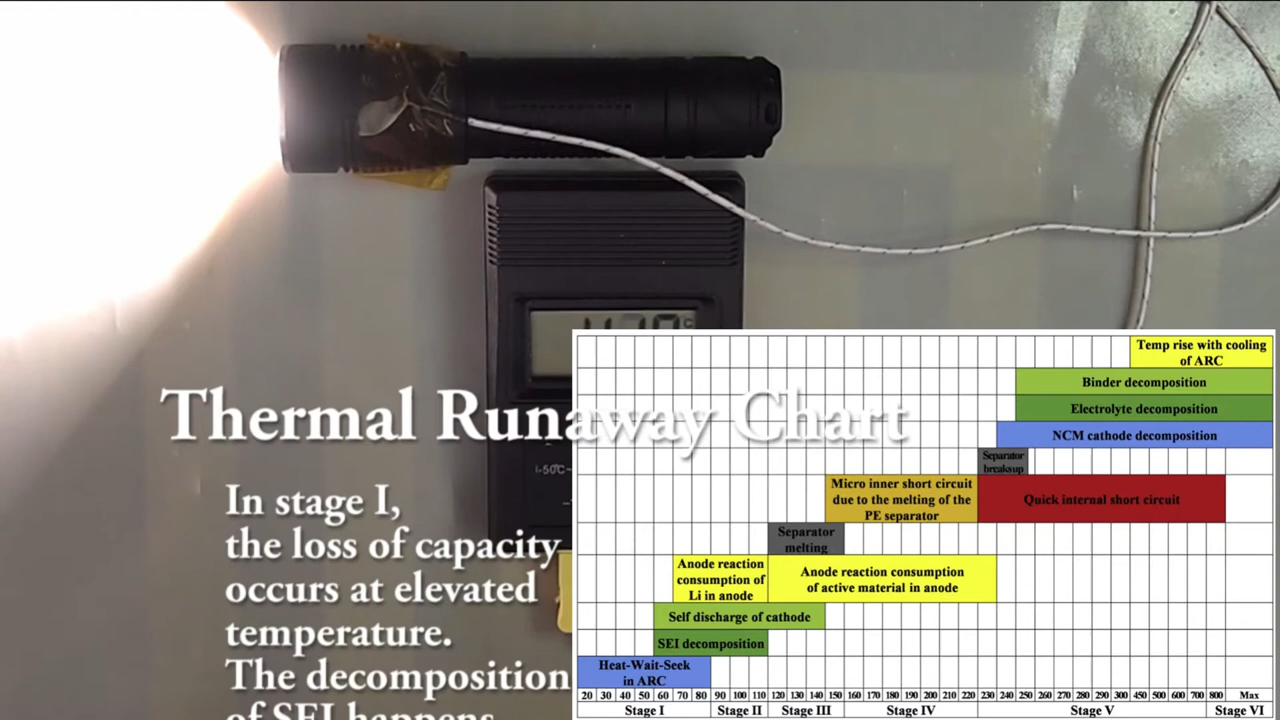 Thermal Runaway Chart
In stage I,
the loss of capacity
occurs at elevated
temperature.
The decomposition
of SEI happens
-50°C
Temp rise with cooling
of ARC
Binder decomposition
Electrolyte decomposition
NCM cathode decomposition
Separator
breaksup
Micro inner short circuit
due to the melting of the
PE separator
Quick internal short circuit
Separator
melting
Anode reaction
consumption of
Li in anode
Anode reaction consumption
of active material in anode
Self discharge of cathode
SEI decomposition
Heat-Wait-Seek
in ARC
20 30 40 50 60 70 80 90 100 110 120 130 140 150 160 170 180 190 200 210 220 230 240 250 260 270 280 290 300 450 500 600 700 800 Max
Stage I Stage II Stage III Stage IV Stage V Stage VI